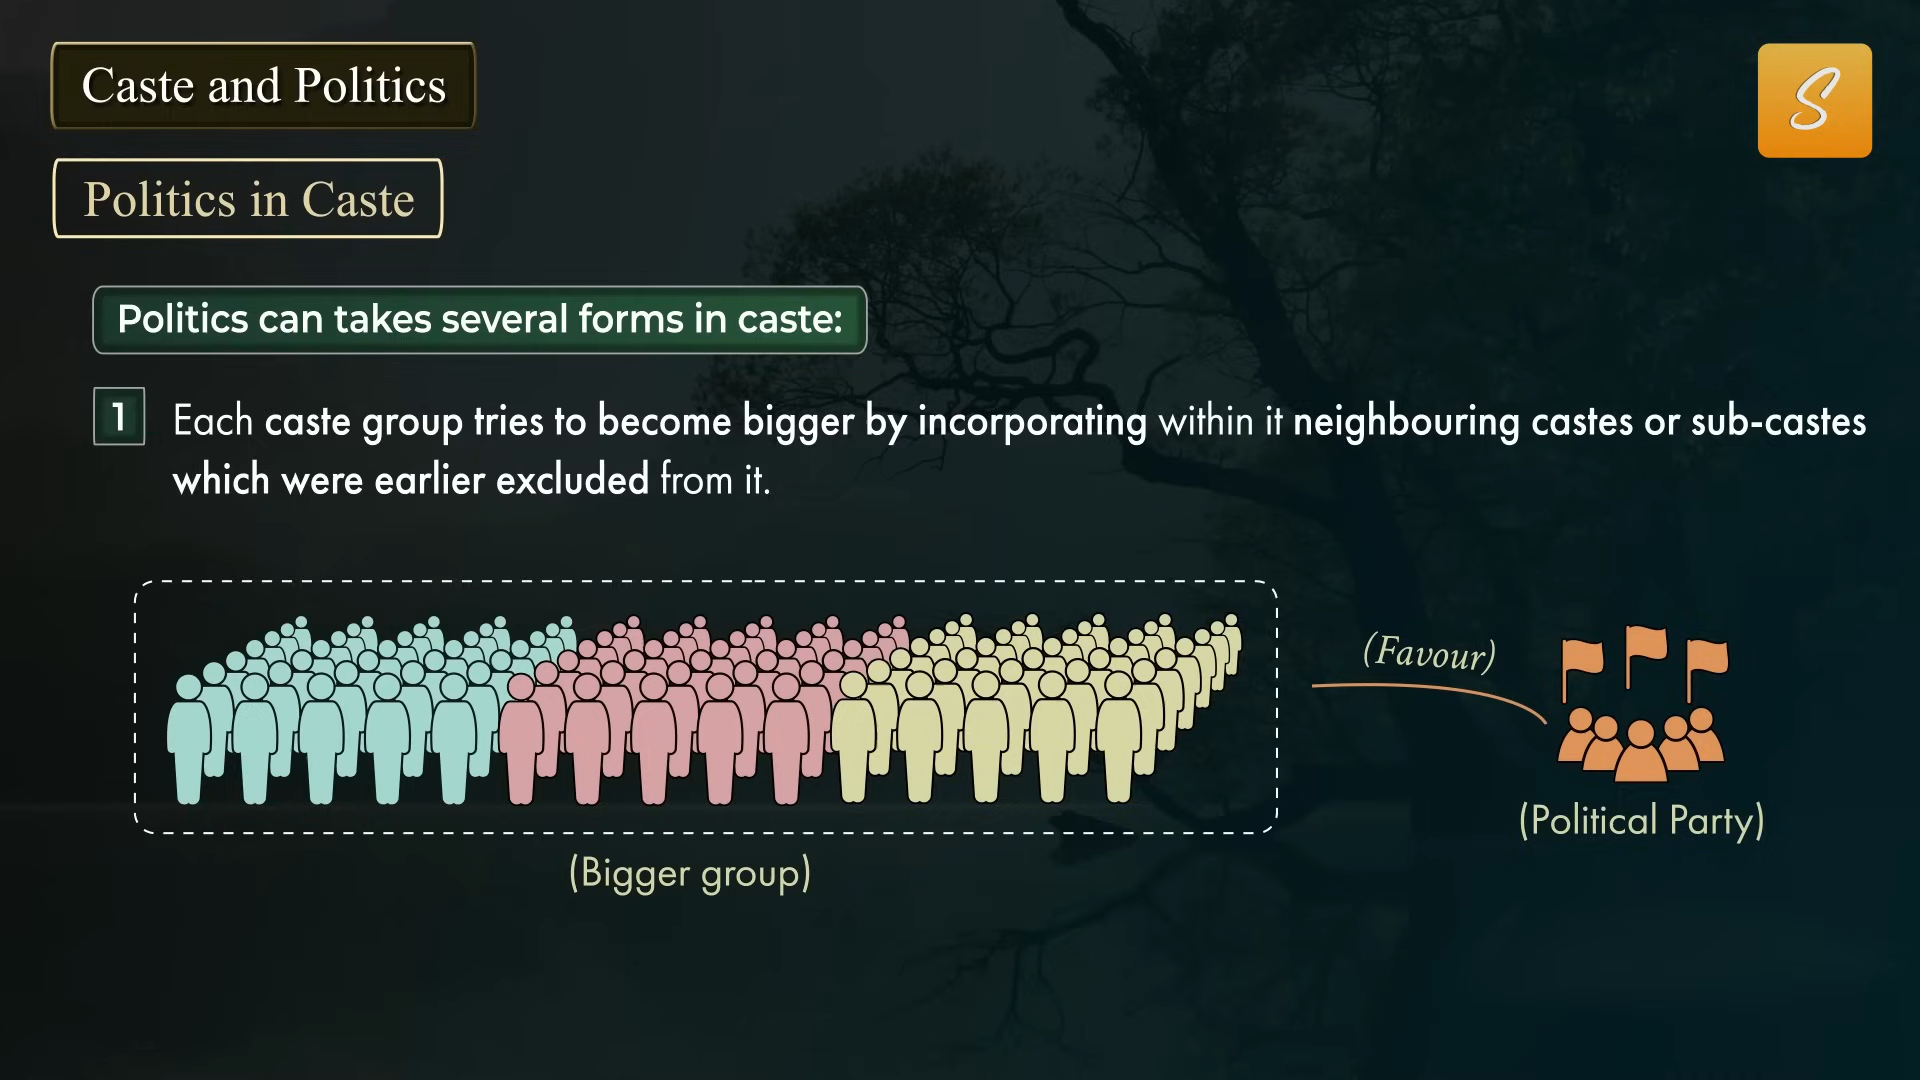 Caste and Politics
S
Politics in Caste
Politics can takes several forms in caste:
1 Each caste group tries to become bigger by incorporating within it neighbouring castes or sub-castes
which were earlier excluded from it.
(Favour)
(Political Party)
(Bigger group)